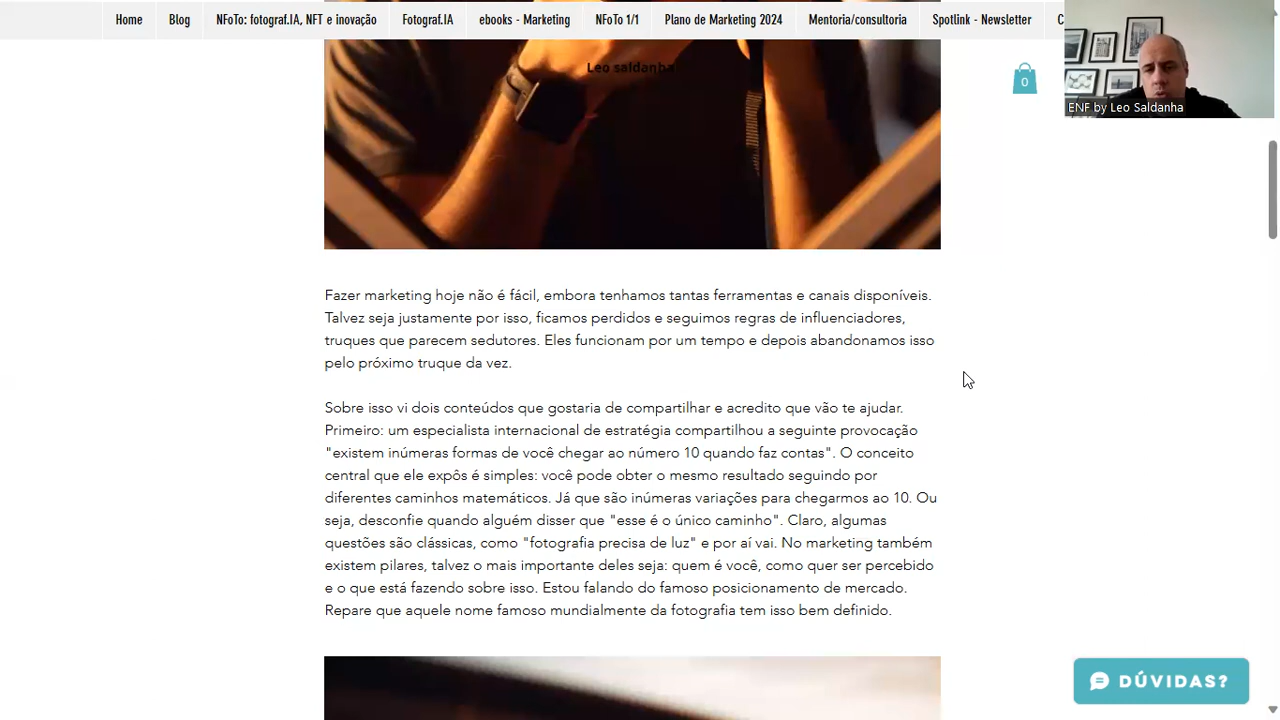 Home Blog NFoTo: fotograf.IA, NFT e inovação Fotograf.IA ebooks - Marketing NFoTo 1/1 Plano de Marketing 2024 Mentoria/consultoria Spotlink - Newsletter C
Leo saldanha
0
ENF by Leo Saldanha
Fazer marketing hoje não é fácil, embora tenhamos tantas ferramentas e canais disponíveis.
Talvez seja justamente por isso, ficamos perdidos e seguimos regras de influenciadores,
truques que parecem sedutores. Eles funcionam por um tempo e depois abandonamos isso
pelo próximo truque da vez.
Sobre isso vi dois conteúdos que gostaria de compartilhar e acredito que vão te ajudar.
Primeiro: um especialista internacional de estratégia compartilhou a seguinte provocação
"existem inúmeras formas de você chegar ao número 10 quando faz contas". O conceito
central que ele expôs é simples: você pode obter o mesmo resultado seguindo por
diferentes caminhos matemáticos. Já que são inúmeras variações para chegarmos ao 10. Ou
seja, desconfie quando alguém disser que "esse é o único caminho". Claro, algumas
questões são clássicas, como "fotografia precisa de luz" e por aí vai. No marketing também
existem pilares, talvez o mais importante deles seja: quem é você, como quer ser percebido
e o que está fazendo sobre isso. Estou falando do famoso posicionamento de mercado.
Repare que aquele nome famoso mundialmente da fotografia tem isso bem definido.
DÚVIDAS?